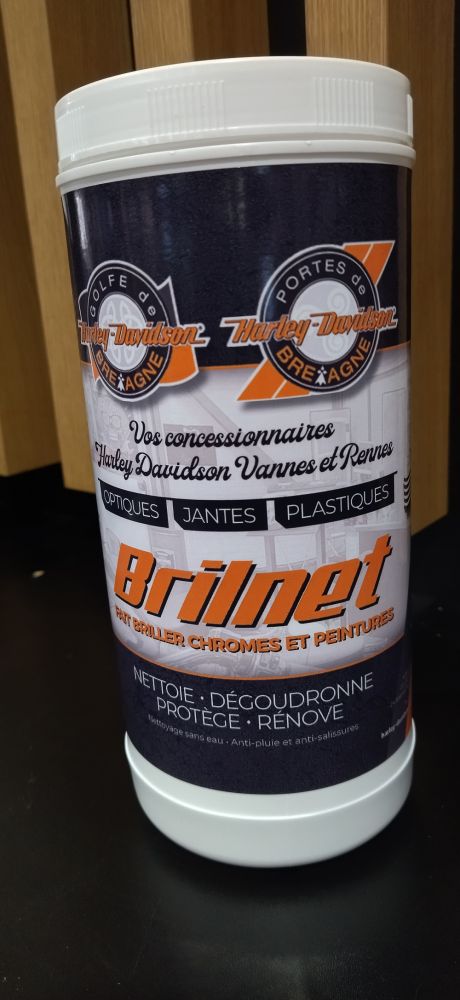 GOLFE de
Harley-Davidson
BRETAGNE
PORTES de
Harley-Davidson
BRETAGNE
Vos concessionnaires
Harley Davidson Vannes et Rennes
OPTIQUES JANTES PLASTIQUES
Brilnet
FAIT BRILLER CHROMES ET PEINTURES
NETTOIE • DÉGOUDRONNE
PROTÈGE • RÉNOVE
Nettoyage sans eau • Anti-pluie et anti-salissures